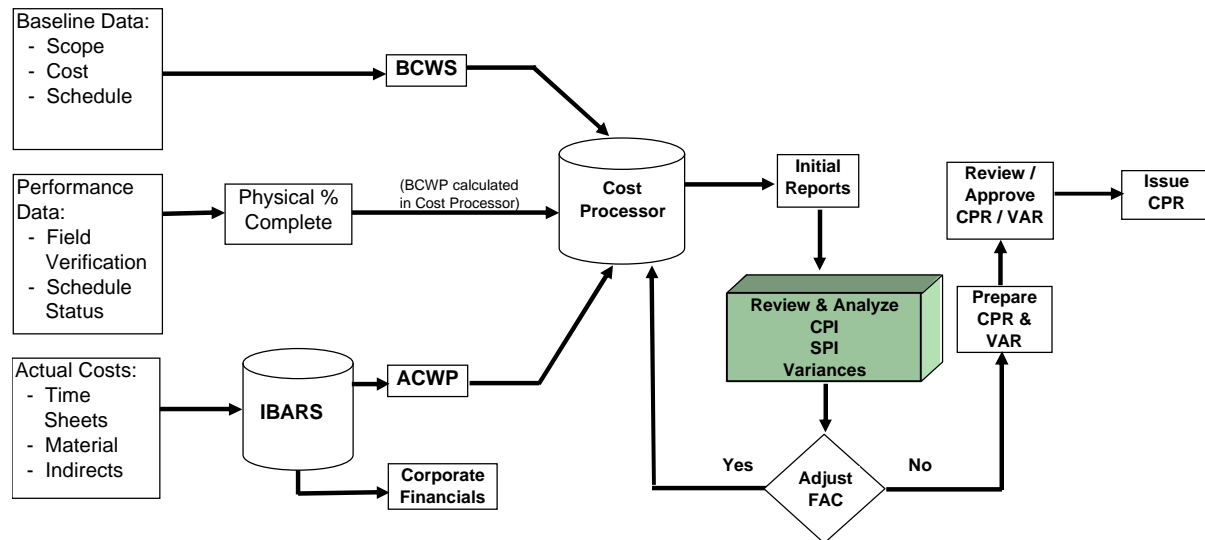 Baseline Data:
- Scope
- Cost
- Schedule
BCWS
Performance
Data:
- Field
Verification
- Schedule
Status
Physical %
Complete
(BCWP calculated
in Cost Processor)
Cost
Processor
Initial
Reports
Review /
Approve
CPR / VAR
Issue
CPR
Review & Analyze
CPI
SPI
Variances
Prepare
CPR &
VAR
Actual Costs:
- Time
Sheets
- Material
- Indirects
IBARS
ACWP
Corporate
Financials
Yes
Adjust
FAC
No